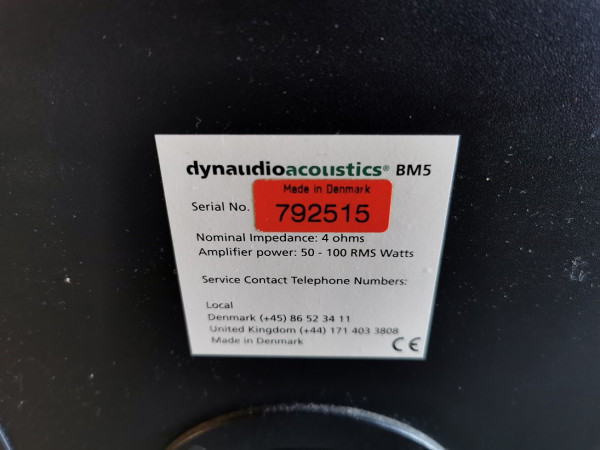 dynaudioacoustics® BM5
Made in Denmark
Serial No. 792515
Nominal Impedance: 4 ohms
Amplifier power: 50 - 100 RMS Watts
Service Contact Telephone Numbers:
Local
Denmark (+45) 86 52 34 11
United Kingdom (+44) 171 403 3808
Made in Denmark
CE